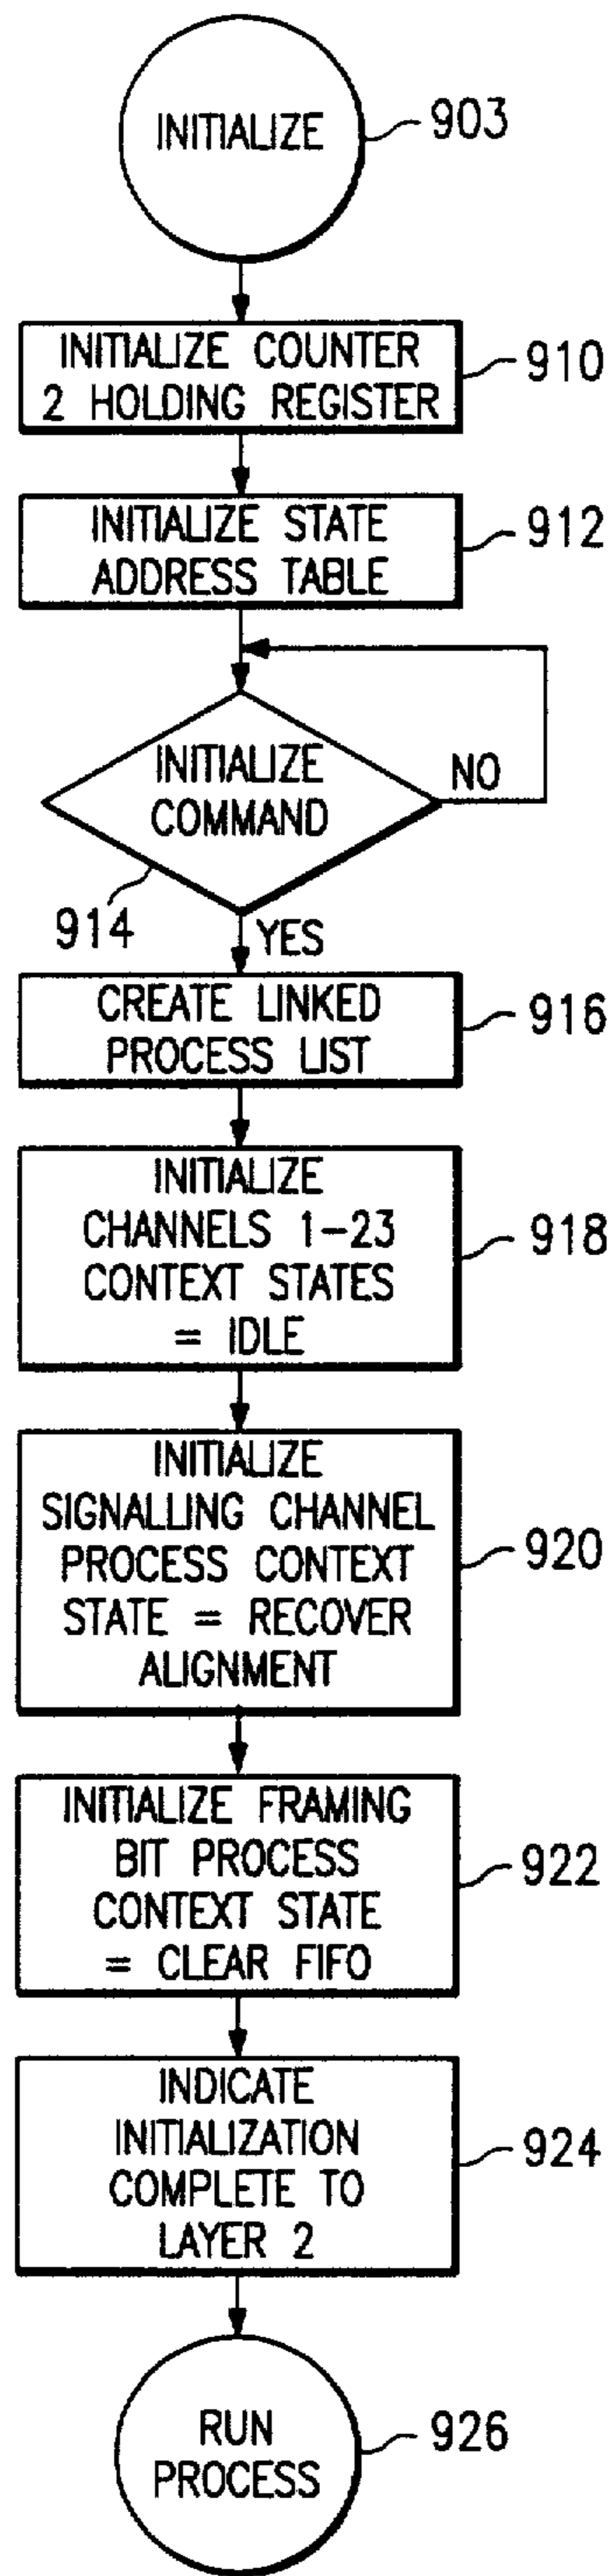 INITIALIZE
903
INITIALIZE COUNTER
2 HOLDING REGISTER
910
INITIALIZE STATE
ADDRESS TABLE
912
INITIALIZE
COMMAND
NO
914
YES
CREATE LINKED
PROCESS LIST
916
INITIALIZE
CHANNELS 1-23
CONTEXT STATES
= IDLE
918
INITIALIZE
SIGNALLING CHANNEL
PROCESS CONTEXT
STATE = RECOVER
ALIGNMENT
920
INITIALIZE FRAMING
BIT PROCESS
CONTEXT STATE
= CLEAR FIFO
922
INDICATE
INITIALIZATION
COMPLETE TO
LAYER 2
924
RUN
PROCESS
926